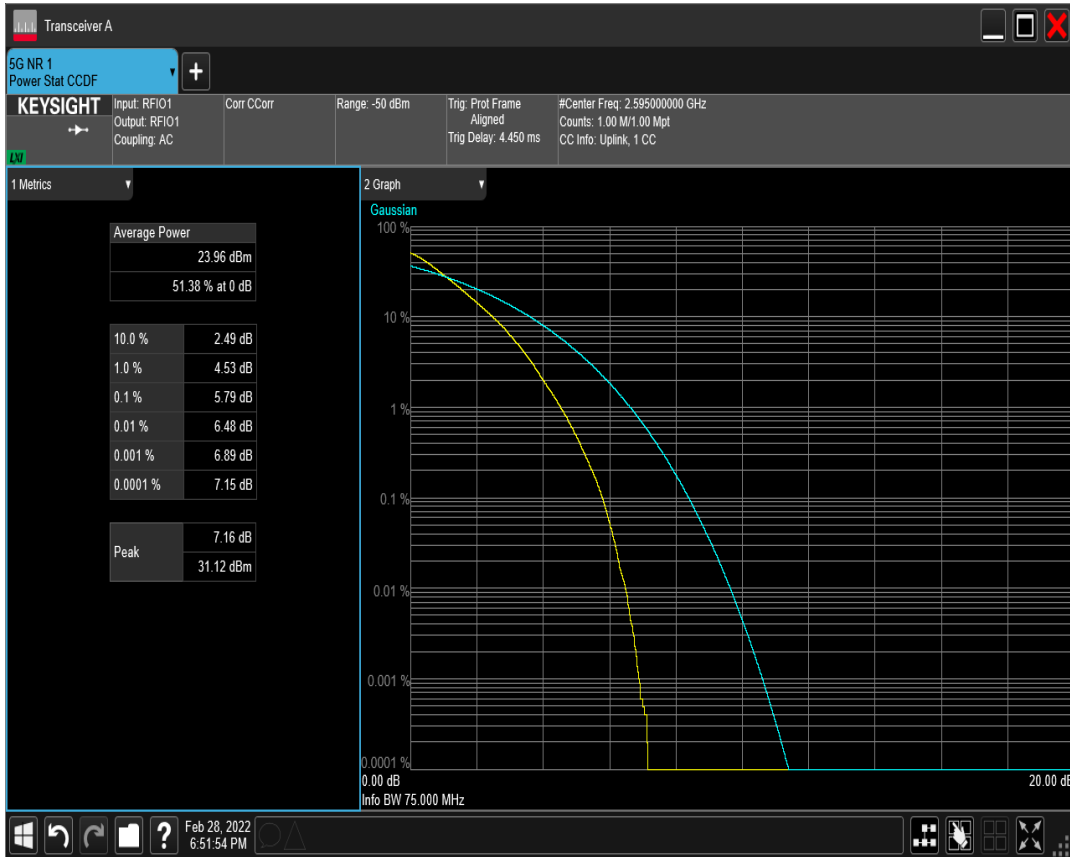 Transceiver A
5G NR 1
Power Stat CCDF
KEYSIGHT
LXI
Input: RFIO1
Output: RFIO1
Coupling: AC
Corr CCorr
Range: -50 dBm
Trig: Prot Frame
Aligned
Trig Delay: 4.450 ms
#Center Freq: 2.595000000 GHz
Counts: 1.00 M/1.00 Mpt
CC Info: Uplink, 1 CC
1 Metrics
Average Power
23.96 dBm
51.38 % at 0 dB
10.0 % 2.49 dB
1.0 % 4.53 dB
0.1 % 5.79 dB
0.01 % 6.48 dB
0.001 % 6.89 dB
0.0001 % 7.15 dB
Peak
7.16 dB
31.12 dBm
2 Graph
Gaussian
100 %
10 %
1 %
0.1 %
0.01 %
0.001 %
0.0001 %
0.00 dB
20.00 dB
Info BW 75.000 MHz
?
Feb 28, 2022
6:51:54 PM